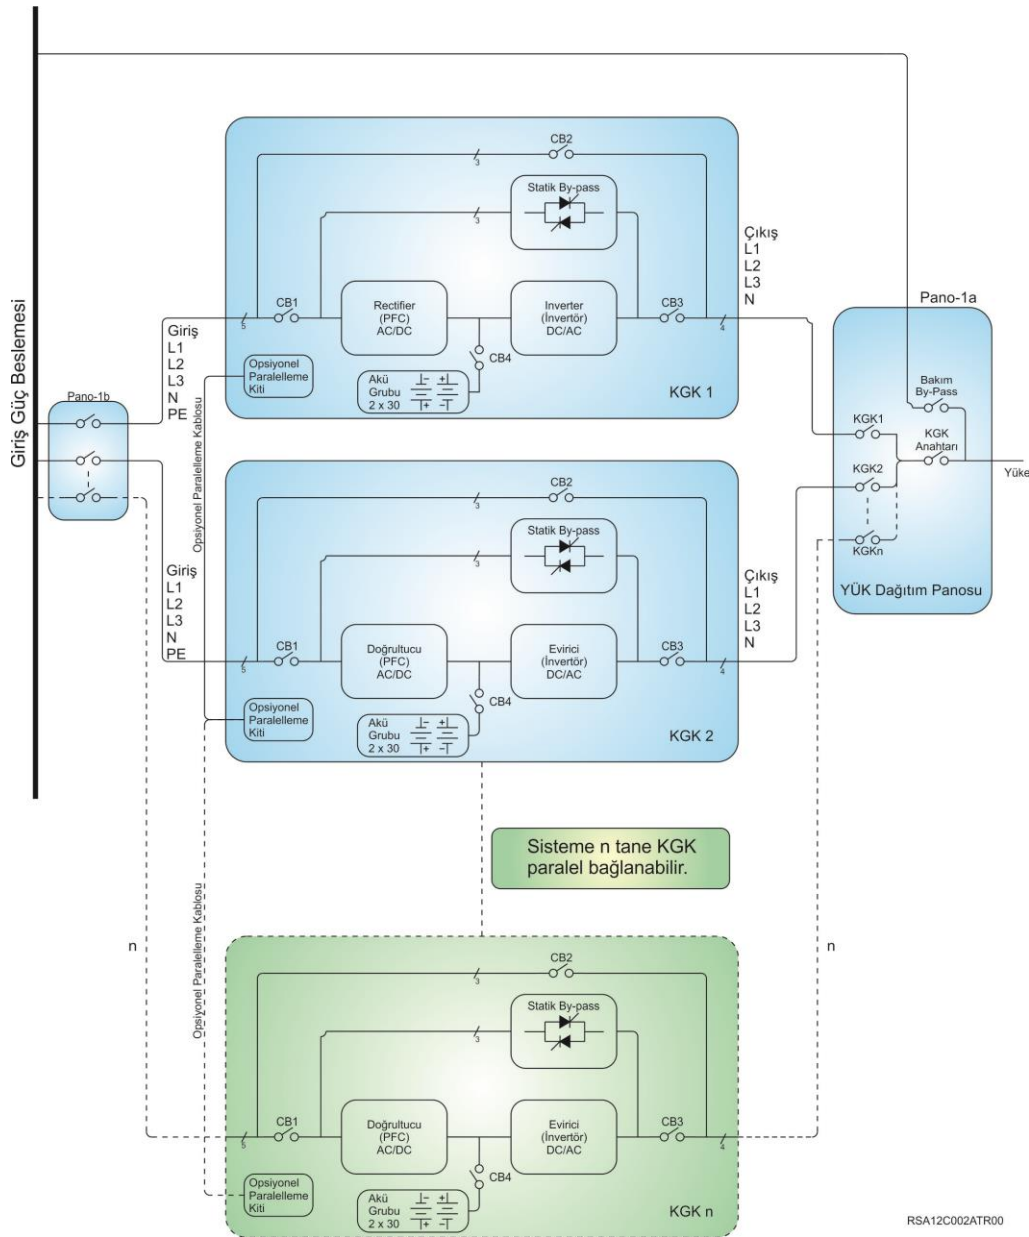 Giriş Güç Beslemesi
CB2
3
Statik By-pass
3
Çıkış
L1
L2
L3
N
Pano-1a
CB1
Rectifier
(PFC)
AC/DC
Inverter
(İnvertör)
DC/AC
CB3
5
4
Giriş
L1
L2
L3
N
PE
CB4
Opsiyonel
Paralelleme
Kiti
Akü
Grubu
2 x 30
KGK 1
Pano-1b
Opsiyonel Paralelleme Kablosu
Bakım
By-Pass
KGK1
KGK
Anahtarı
KGK2
Yüke
KGKn
YÜK Dağıtım Panosu
CB2
3
Statik By-pass
3
Giriş
L1
L2
L3
N
PE
Çıkış
L1
L2
L3
N
CB1
Doğrultucu
(PFC)
AC/DC
Evirici
(İnvertör)
DC/AC
CB3
5
4
CB4
Opsiyonel
Paralelleme
Kiti
Akü
Grubu
2 x 30
KGK 2
Sisteme n tane KGK
paralel bağlanabilir.
Opsiyonel Paralelleme Kablosu
n
n
CB2
3
Statik By-pass
3
CB1
Doğrultucu
(PFC)
AC/DC
Evirici
(İnvertör)
DC/AC
CB3
5
4
CB4
Opsiyonel
Paralelleme
Kiti
Akü
Grubu
2 x 30
KGK n
RSA12C002ATR00